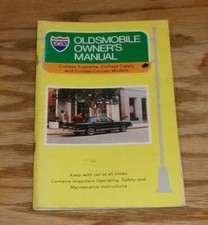 OLDSMOBILE
OWNER'S
MANUAL
Cutlass Supreme, Cutlass Calais,
and Cutlass Cruiser Models
Keep with car at all times
Contains Important Operating, Safety and
Maintenance Instructions